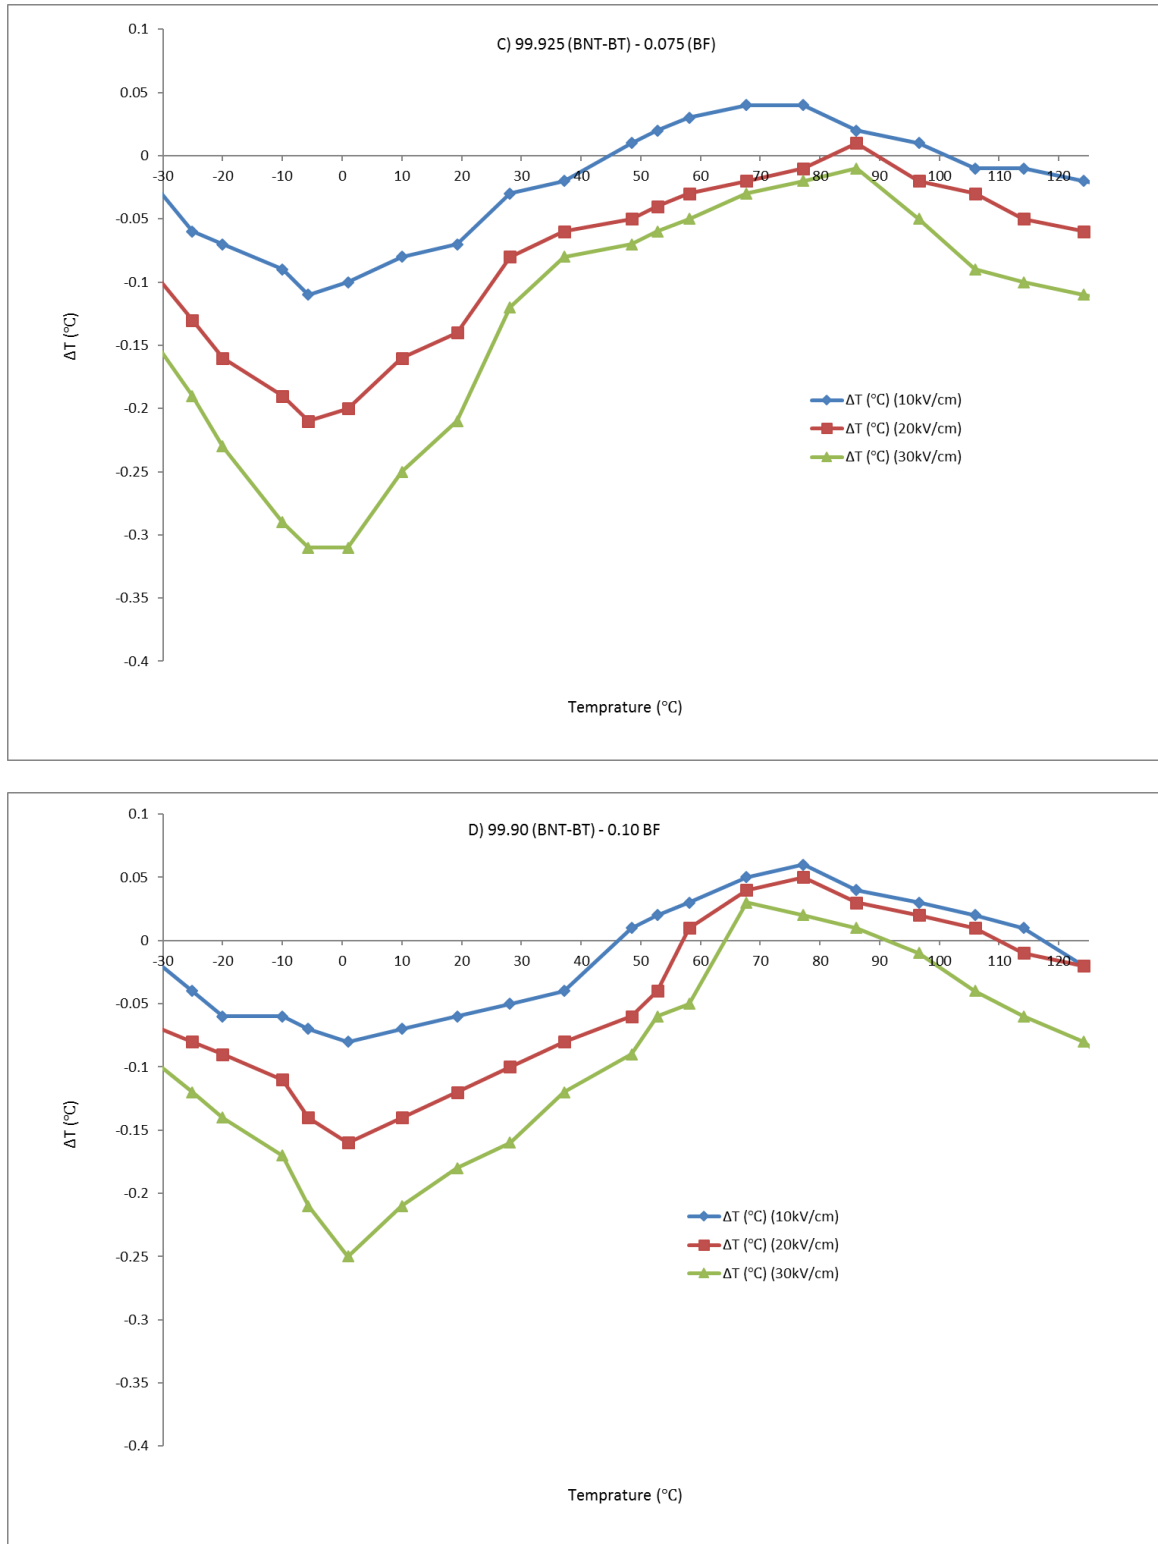 C) 99.925 (BNT-BT) - 0.075 (BF)
0.1
0.05
0
-30 -20 -10 0 10 20 30 40 50 60 70 80 90 100 110 120
-0.05
-0.1
-0.15
-0.2
-0.25
-0.3
-0.35
-0.4
ΔT (°C)
ΔT (°C) (10kV/cm)
ΔT (°C) (20kV/cm)
ΔT (°C) (30kV/cm)
Temprature (°C)
D) 99.90 (BNT-BT) - 0.10 BF
0.1
0.05
0
-30 -20 -10 0 10 20 30 40 50 60 70 80 90 100 110 120
-0.05
-0.1
-0.15
-0.2
-0.25
-0.3
-0.35
-0.4
ΔT (°C)
ΔT (°C) (10kV/cm)
ΔT (°C) (20kV/cm)
ΔT (°C) (30kV/cm)
Temprature (°C)